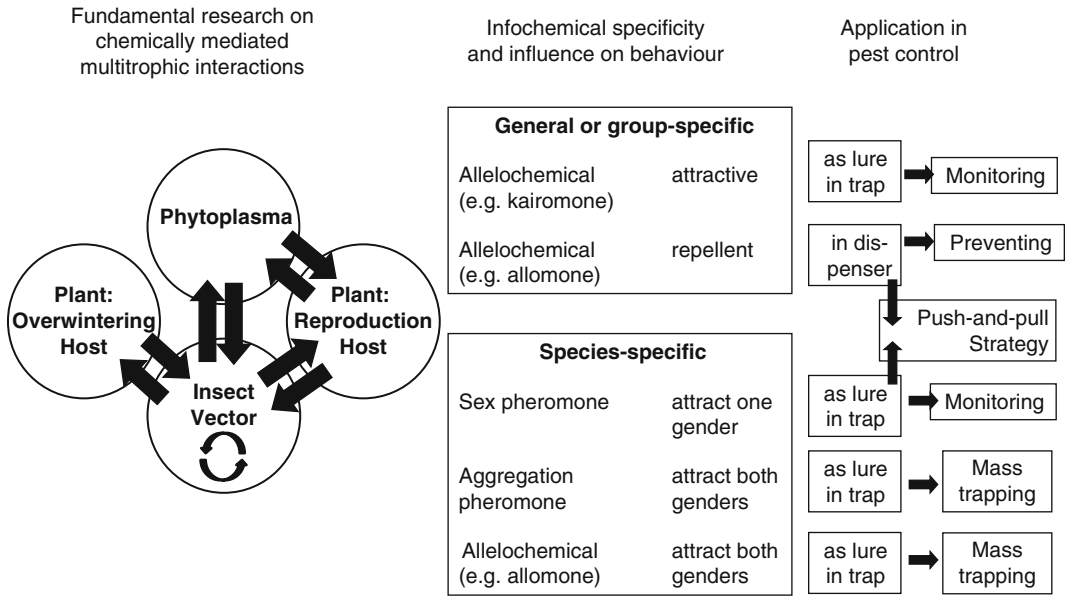 Fundamental research on
chemically mediated
multitrophic interactions
Phytoplasma
Plant:
Overwintering
Host
Plant:
Reproduction
Host
Insect
Vector
Infochemical specificity
and influence on behaviour
General or group-specific
Allelochemical attractive
(e.g. kairomone)
Allelochemical repellent
(e.g. allomone)
Species-specific
Sex pheromone attract one
gender
Aggregation attract both
pheromone genders
Allelochemical attract both
(e.g. allomone) genders
Application in
pest control
as lure
in trap
Monitoring
in dis-
penser
Preventing
Push-and-pull
Strategy
as lure
in trap
Monitoring
as lure
in trap
Mass
trapping
as lure
in trap
Mass
trapping